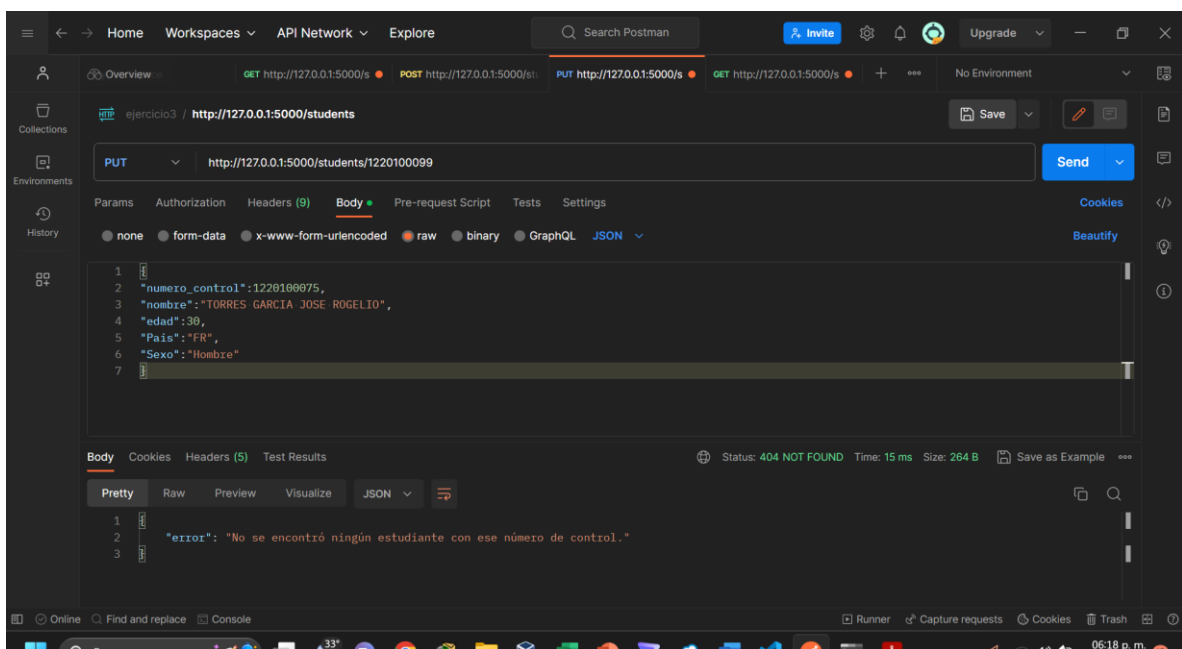 Home Workspaces API Network Explore Search Postman Invite Upgrade
Overview GET http://127.0.0.1:5000/s POST http://127.0.0.1:5000/stu PUT http://127.0.0.1:5000/s GET http://127.0.0.1:5000/s No Environment
HTTP ejercicio3 / http://127.0.0.1:5000/students Save
Collections
PUT http://127.0.0.1:5000/students/1220100099 Send
Environments
Params Authorization Headers (9) Body Pre-request Script Tests Settings Cookies
History
none form-data x-www-form-urlencoded raw binary GraphQL JSON Beautify
1 {
2 "numero_control":1220100075,
3 "nombre":"TORRES GARCIA JOSE ROGELIO",
4 "edad":30,
5 "Pais":"FR",
6 "Sexo":"Hombre"
7 }
Body Cookies Headers (5) Test Results Status: 404 NOT FOUND Time: 15 ms Size: 264 B Save as Example
Pretty Raw Preview Visualize JSON
1 {
2 "error": "No se encontró ningún estudiante con ese número de control."
3 }
Online Find and replace Console Runner Capture requests Cookies Trash
33° 06:18 p. m.